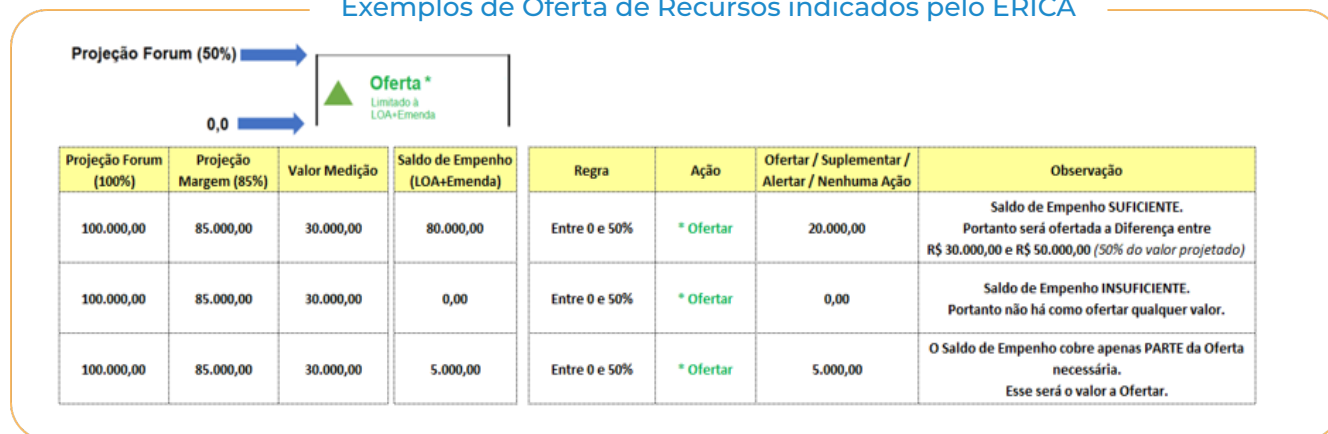 Exemplos de Oferta de Recursos indicados pelo ERICA
Projeção Forum (50%)
Oferta *
Limitado à
LOA+Emenda
0,0
Projeção Forum (100%) Projeção Margem (85%) Valor Medição Saldo de Empenho (LOA+Emenda) Regra Ação Ofertar / Suplementar / Alertar / Nenhuma Ação Observação
100.000,00 85.000,00 30.000,00 80.000,00 Entre 0 e 50% * Ofertar 20.000,00 Saldo de Empenho SUFICIENTE.
Portanto será ofertada a Diferença entre
R$ 30.000,00 e R$ 50.000,00 (50% do valor projetado)
100.000,00 85.000,00 30.000,00 0,00 Entre 0 e 50% * Ofertar 0,00 Saldo de Empenho INSUFICIENTE.
Portanto não há como ofertar qualquer valor.
100.000,00 85.000,00 30.000,00 5.000,00 Entre 0 e 50% * Ofertar 5.000,00 O Saldo de Empenho cobre apenas PARTE da Oferta
necessária.
Esse será o valor a Ofertar.